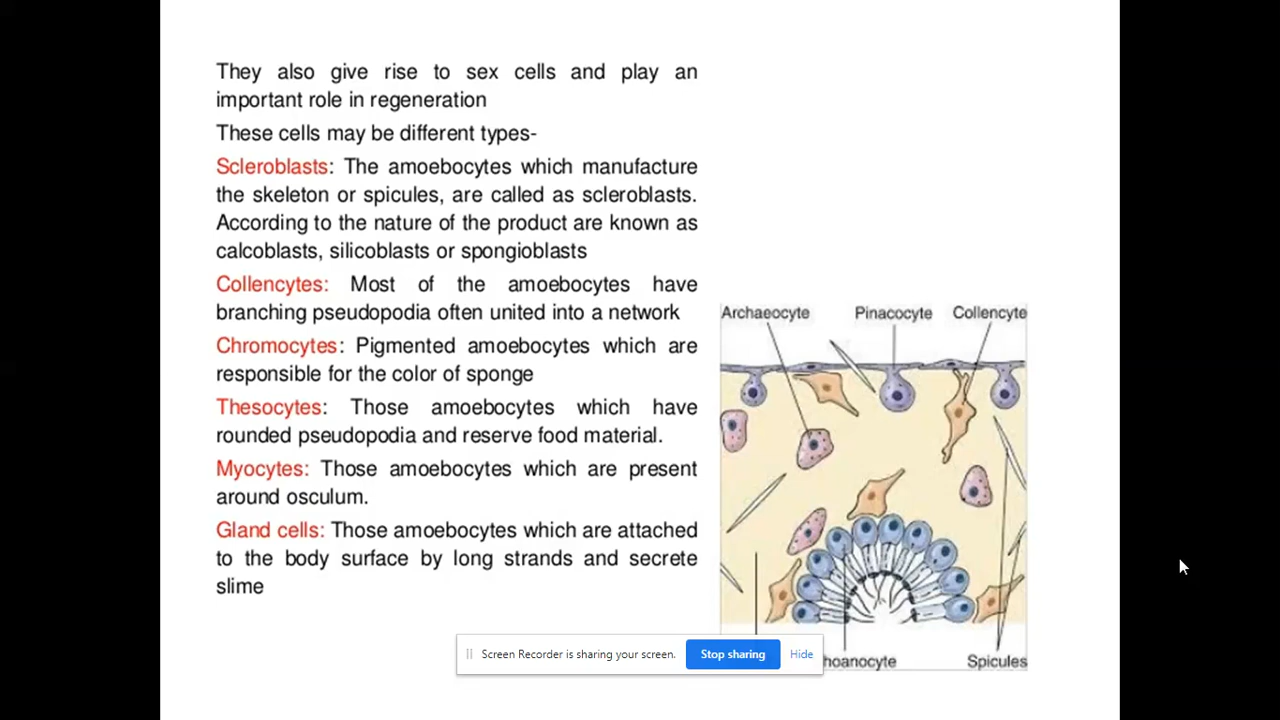 They also give rise to sex cells and play an
important role in regeneration
These cells may be different types-
Scleroblasts: The amoebocytes which manufacture
the skeleton or spicules, are called as scleroblasts.
According to the nature of the product are known as
calcoblasts, silicoblasts or spongioblasts
Collencytes: Most of the amoebocytes have
branching pseudopodia often united into a network
Chromocytes: Pigmented amoebocytes which are
responsible for the color of sponge
Thesocytes: Those amoebocytes which have
rounded pseudopodia and reserve food material.
Myocytes: Those amoebocytes which are present
around osculum.
Gland cells: Those amoebocytes which are attached
to the body surface by long strands and secrete
slime
Archaeocyte Pinacocyte Collencyte
hoanocyte Spicules
Screen Recorder is sharing your screen. Stop sharing Hide